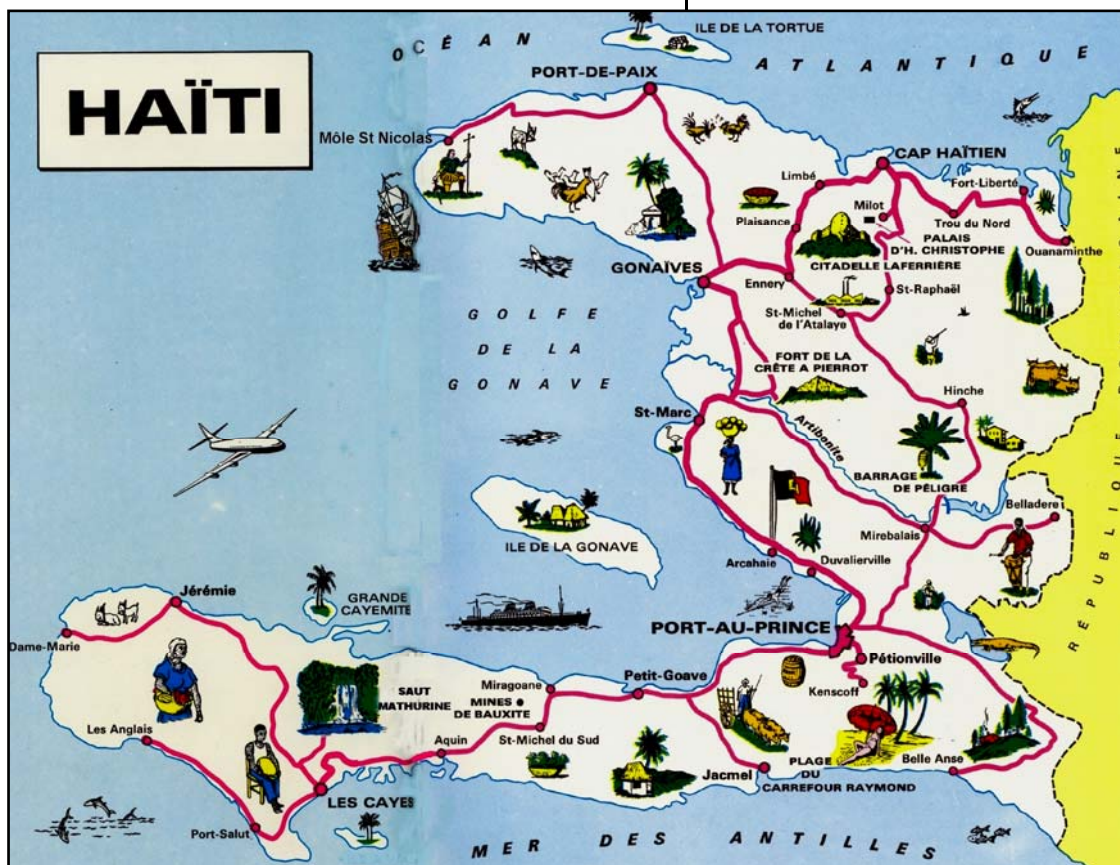 HAÏTI
OCÉAN ATLANTIQUE
ILE DE LA TORTUE
PORT-DE-PAIX
Môle St Nicolas
CAP HAÏTIEN
Limbé
Fort-Liberté
Milot
Plaisance
Trou du Nord
PALAIS
D'H. CHRISTOPHE
Ouanaminthe
CITADELLE LAFERRIÈRE
GONAÏVES
Ennery
St-Raphaël
St-Michel
de l'Atalaye
GOLFE
DE LA
GONAVE
FORT DE LA
CRÊTE A PIERROT
Hinche
St-Marc
Artibonite
BARRAGE
DE PÉLIGRE
Belladere
Mirebalais
ILE DE LA GONAVE
Arcahaie
Duvalierville
Jérémie
GRANDE
CAYEMITE
PORT-AU-PRINCE
Dame-Marie
Pétionville
Petit-Goave
Kenscoff
Miragoane
SAUT
MATHURINE
MINES
DE BAUXITE
Les Anglais
St-Michel du Sud
Aquin
Jacmel
PLAGE
DU
CARREFOUR RAYMOND
Belle Anse
LES CAYES
Port-Salut
MER DES ANTILLES
RÉPUBLIQUE